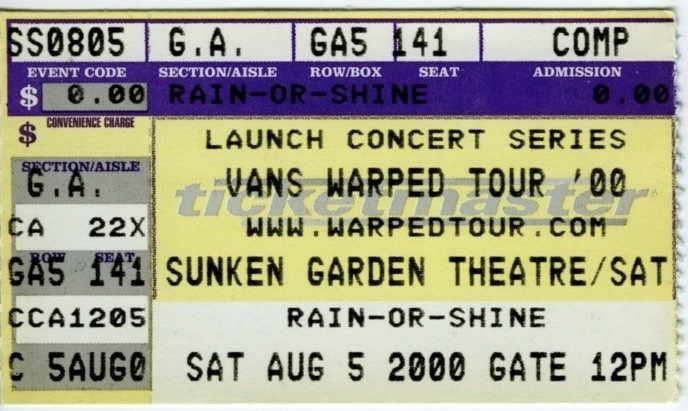 SS0805 G.A. GA5 141 COMP
EVENT CODE SECTION/AISLE ROW/BOX SEAT ADMISSION
$ 0.00 RAIN-OR-SHINE 0.00
$ CONVENIENCE CHARGE
LAUNCH CONCERT SERIES
SECTION/AISLE
G.A. VANS WARPED TOUR '00
ticketmaster
CA 22X WWW.WARPEDTOUR.COM
ROW SEAT
GA5 141 SUNKEN GARDEN THEATRE/SAT
CCA1205 RAIN-OR-SHINE
C 5AUG0 SAT AUG 5 2000 GATE 12PM